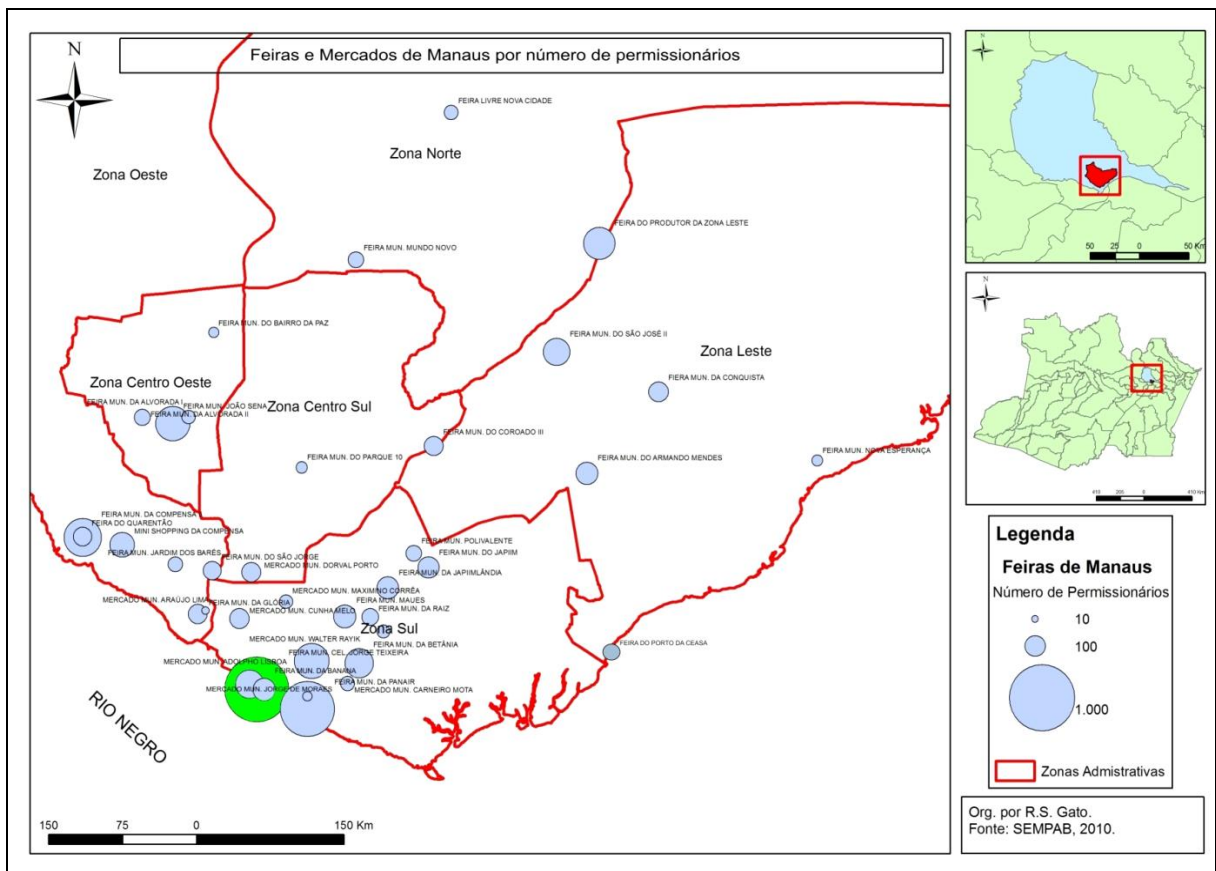 Feiras e Mercados de Manaus por número de permissionários
N
FEIRA LIVRE NOVA CIDADE
Zona Norte
Zona Oeste
FEIRA DO PRODUTOR DA ZONA LESTE
FEIRA MUN. MUNDO NOVO
FEIRA MUN. DO BAIRRO DA PAZ
FEIRA MUN. DO SÃO JOSÉ II
Zona Leste
Zona Centro Oeste
FIERA MUN. DA CONQUISTA
FEIRA MUN. DA ALVORADA I
FEIRA MUN. JOÃO SENA
Zona Centro Sul
FEIRA MUN. DA ALVORADA II
FEIRA MUN. DO COROADO III
FEIRA MUN. DO PARQUE 10
FEIRA MUN. DO ARMANDO MENDES
FEIRA MUN. NOVA ESPERANÇA
FEIRA MUN. DA COMPENSA
FEIRA DO QUARENTÃO
MINI SHOPPING DA COMPENSA
FEIRA MUN. POLIVALENTE
FEIRA MUN. JARDIM DOS BARÉS
FEIRA MUN. DO SÃO JORGE
FEIRA MUN. DO JAPIIM
MERCADO MUN. DORVAL PORTO
FEIRA MUN. DA JAPIIMLÂNDIA
MERCADO MUN. MAXIMINO CORRÊA
MERCADO MUN. ARAÚJO LIMA
FEIRA MUN. DA GLÓRIA
FEIRA MUN. MAUES
MERCADO MUN. CUNHA MELO
FEIRA MUN. DA RAIZ
Zona Sul
MERCADO MUN. WALTER RAYIK
FEIRA MUN. DA BETÂNIA
FEIRA DO PORTO DA CEASA
FEIRA MUN. CEL. JORGE TEIXEIRA
MERCADO MUN. ADOLPHO LISBOA
FEIRA MUN. DA BANANA
FEIRA MUN. DA PANAIR
MERCADO MUN. JORGE DE MORAES
MERCADO MUN. CARNEIRO MOTA
RIO NEGRO
150 75 0 150 Km
N
50 25 0 50 Km
N
410 205 0 410 Km
Legenda
Feiras de Manaus
Número de Permissionários
10
100
1.000
Zonas Admistrativas
Org. por R.S. Gato.
Fonte: SEMPAB, 2010.